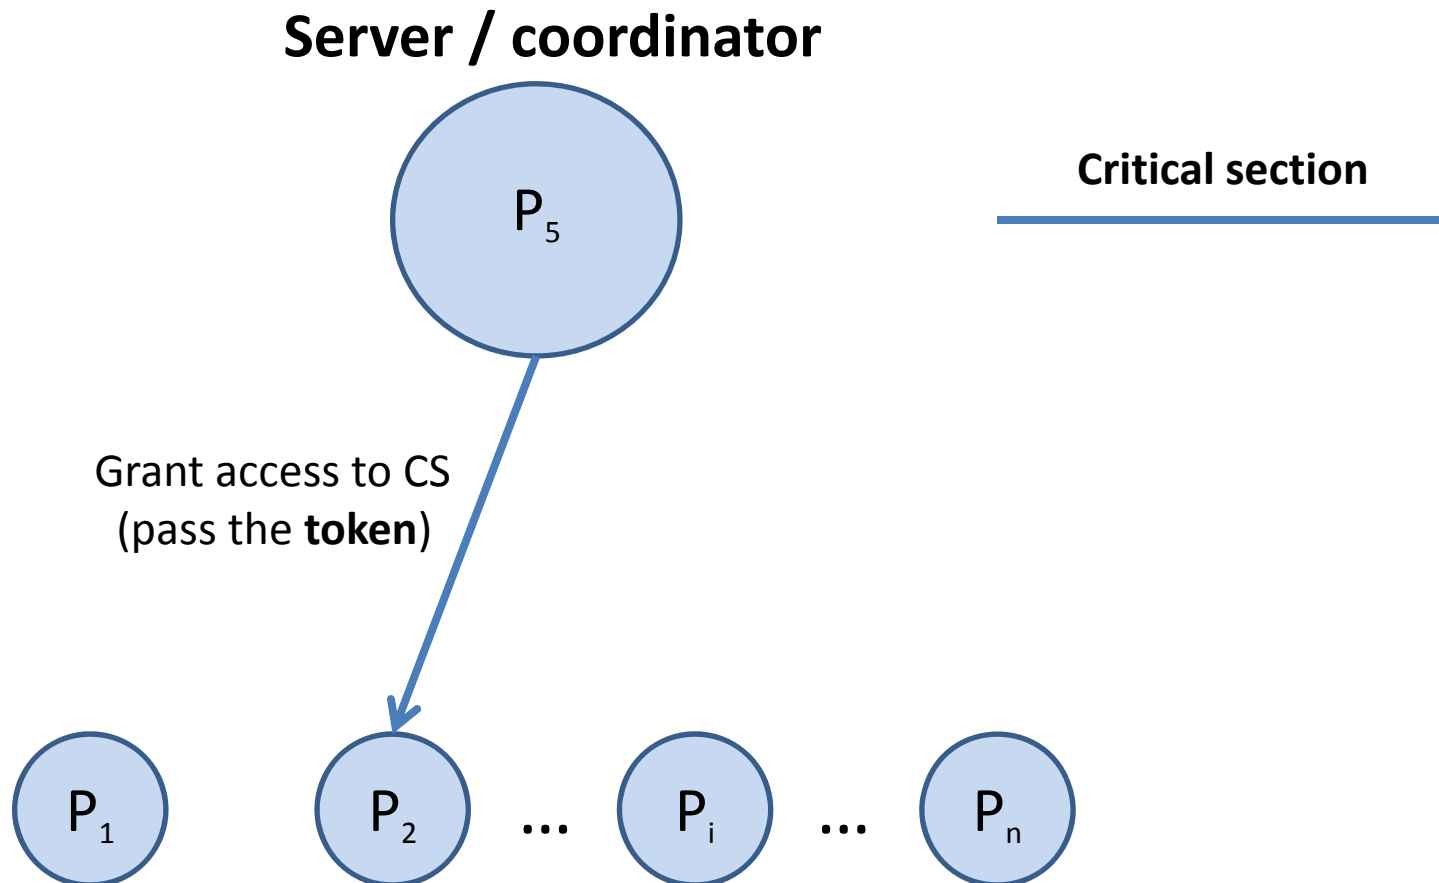 Server / coordinator
Critical section
P5
Grant access to CS
(pass the token)
P1 P2 ... Pi ... Pn